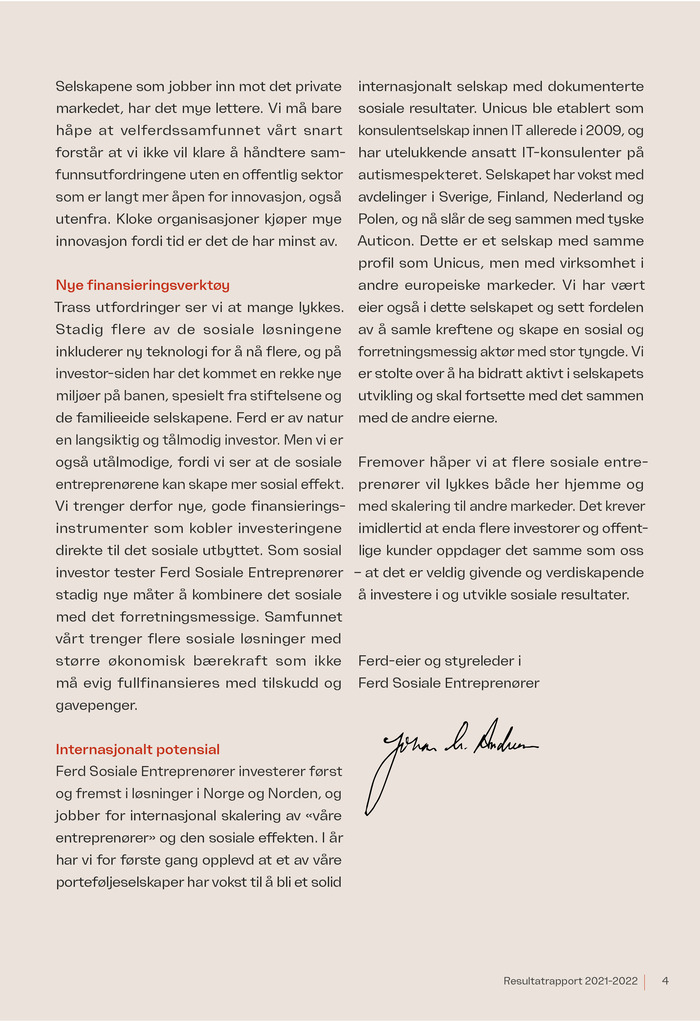 Selskapene som jobber inn mot det private
markedet, har det mye lettere. Vi må bare
håpe at velferdssamfunnet vårt snart
forstår at vi ikke vil klare å håndtere sam-
funnsutfordringene uten en offentlig sektor
som er langt mer åpen for innovasjon, også
utenfra. Kloke organisasjoner kjøper mye
innovasjon fordi tid er det de har minst av.
Nye finansieringsverktøy
Trass utfordringer ser vi at mange lykkes.
Stadig flere av de sosiale løsningene
inkluderer ny teknologi for å nå flere, og på
investor-siden har det kommet en rekke nye
miljøer på banen, spesielt fra stiftelsene og
de familieeide selskapene. Ferd er av natur
en langsiktig og tålmodig investor. Men vi er
også utålmodige, fordi vi ser at de sosiale
entreprenørene kan skape mer sosial effekt.
Vi trenger derfor nye, gode finansierings-
instrumenter som kobler investeringene
direkte til det sosiale utbyttet. Som sosial
investor tester Ferd Sosiale Entreprenører
stadig nye måter å kombinere det sosiale
med det forretningsmessige. Samfunnet
vårt trenger flere sosiale løsninger med
større økonomisk bærekraft som ikke
må evig fullfinansieres med tilskudd og
gavepenger.
Internasjonalt potensial
Ferd Sosiale Entreprenører investerer først
og fremst i løsninger i Norge og Norden, og
jobber for internasjonal skalering av «våre
entreprenører» og den sosiale effekten. I år
har vi for første gang opplevd at et av våre
porteføljeselskaper har vokst til å bli et solid
internasjonalt selskap med dokumenterte
sosiale resultater. Unicus ble etablert som
konsulentselskap innen IT allerede i 2009, og
har utelukkende ansatt IT-konsulenter på
autismespekteret. Selskapet har vokst med
avdelinger i Sverige, Finland, Nederland og
Polen, og nå slår de seg sammen med tyske
Auticon. Dette er et selskap med samme
profil som Unicus, men med virksomhet i
andre europeiske markeder. Vi har vært
eier også i dette selskapet og sett fordelen
av å samle kreftene og skape en sosial og
forretningsmessig aktør med stor tyngde. Vi
er stolte over å ha bidratt aktivt i selskapets
utvikling og skal fortsette med det sammen
med de andre eierne.
Fremover håper vi at flere sosiale entre-
prenører vil lykkes både her hjemme og
med skalering til andre markeder. Det krever
imidlertid at enda flere investorer og offent-
lige kunder oppdager det samme som oss
– at det er veldig givende og verdiskapende
å investere i og utvikle sosiale resultater.
Ferd-eier og styreleder i
Ferd Sosiale Entreprenører
Johan H. Andresen
Resultatrapport 2021-2022 4